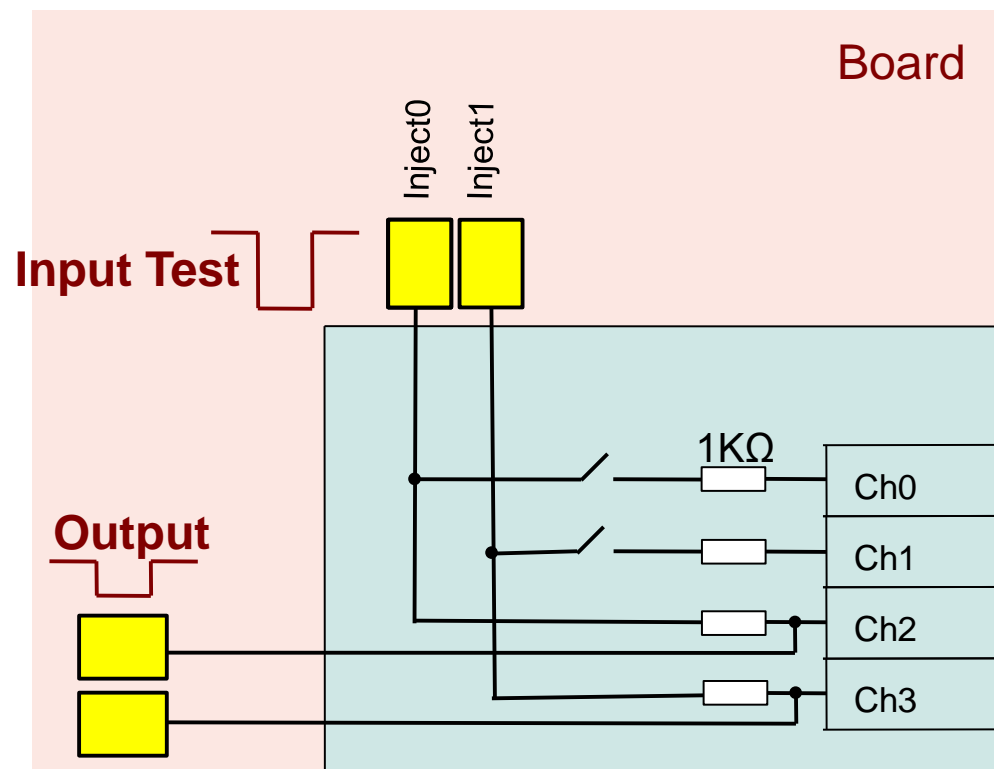 Board
Inject0
Inject1
Input Test
1KΩ
Ch0
Output
Ch1
Ch2
Ch3